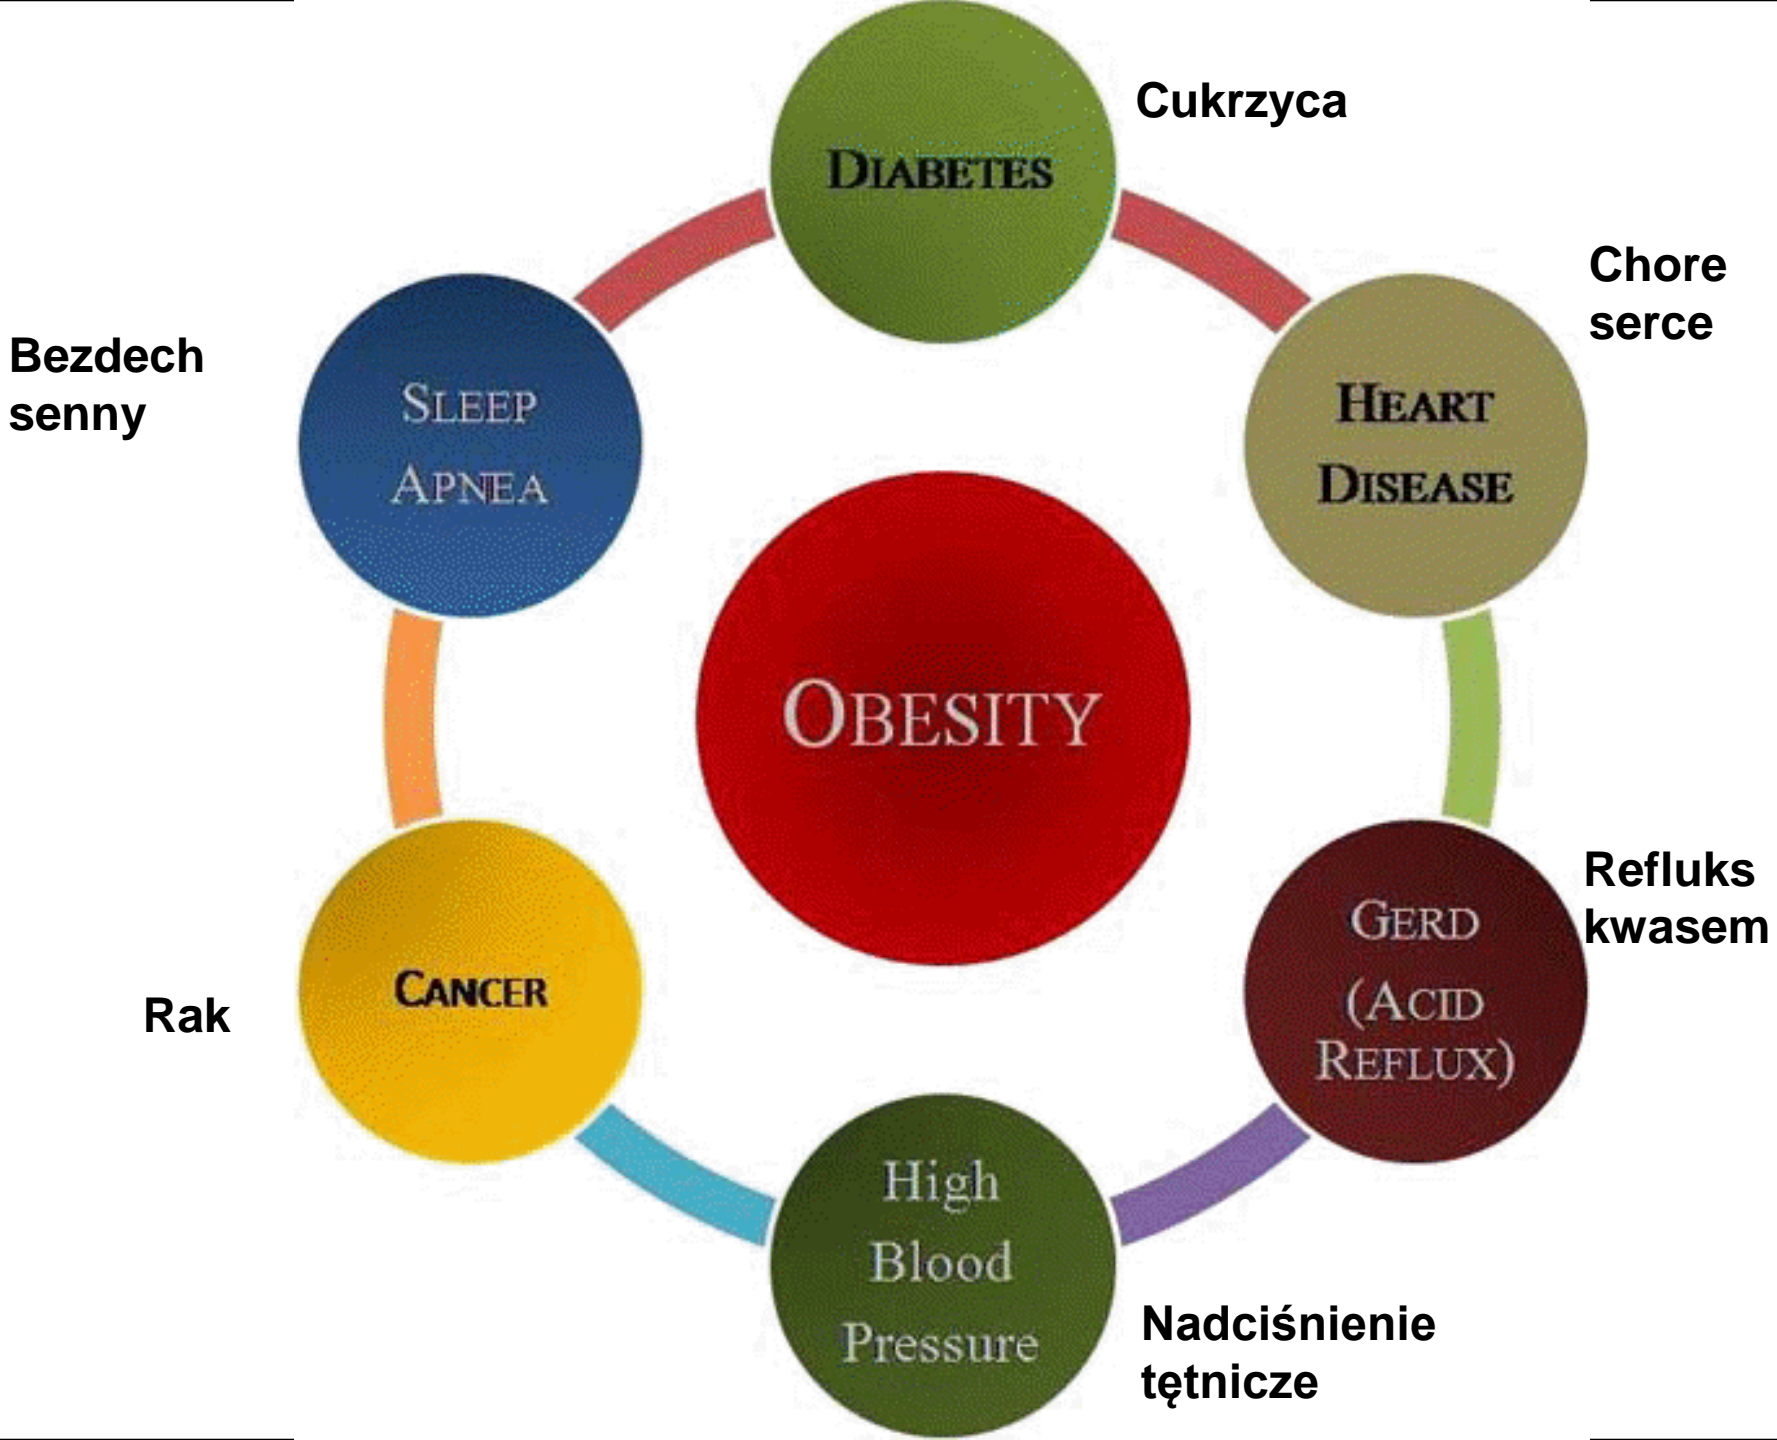 Cukrzyca
DIABETES
Chore
serce
HEART
DISEASE
Bezdech
senny
SLEEP
APNEA
OBESITY
Refluks
kwasem
GERD
(ACID
REFLUX)
Rak
CANCER
High
Blood
Pressure
Nadciśnienie
tętnicze